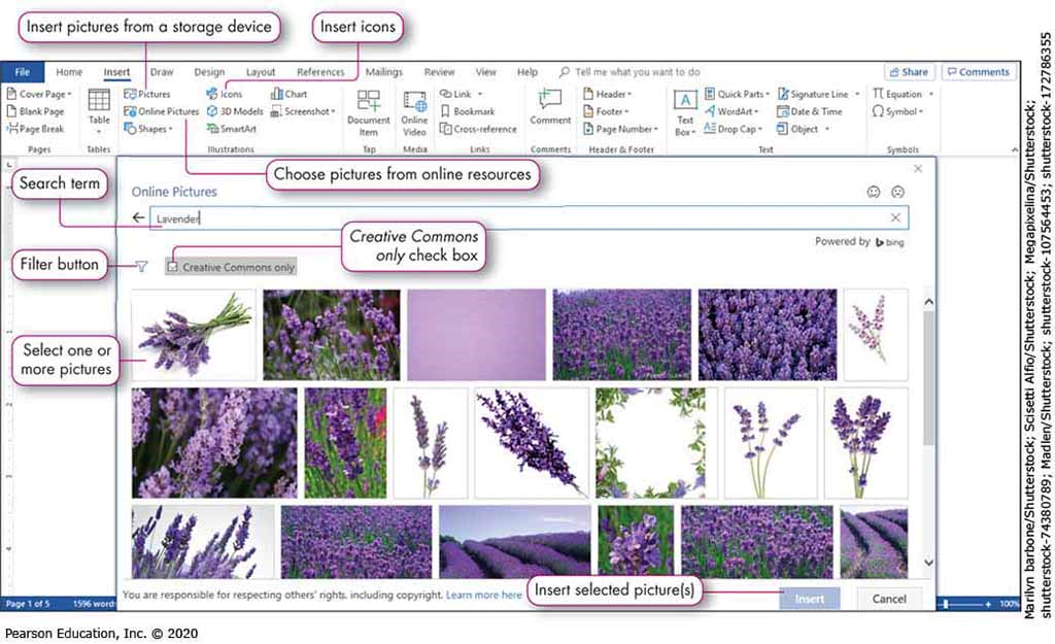 Insert pictures from a storage device
Insert icons
File Home Insert Draw Design Layout References Mailings Review View Help Tell me what you want to do Share Comments
Cover Page
Blank Page
Page Break
Pages
Table
Tables
Pictures
Online Pictures
Shapes
Icons
3D Models
SmartArt
Chart
Screenshot
Illustrations
Document
Item
Tap
Online
Video
Media
Link
Bookmark
Cross-reference
Links
Comment
Comments
Header
Footer
Page Number
Header & Footer
Text
Box
Quick Parts
WordArt
Drop Cap
Signature Line
Date & Time
Object
Text
Equation
Symbol
Symbols
Choose pictures from online resources
Search term
Online Pictures
Lavender
Powered by bing
Creative Commons
only check box
Filter button
Creative Commons only
Select one or
more pictures
Insert selected picture(s)
You are responsible for respecting others' rights, including copyright. Learn more here
Insert Cancel
Page 1 of 5 1596 words
100%
Pearson Education, Inc. © 2020
Marilyn barbone/Shutterstock; Scisetti Alfio/Shutterstock; Megapixelina/Shutterstock;
shutterstock-74380789; Madlen/Shutterstock; shutterstock-107564453; shutterstock-1772786355